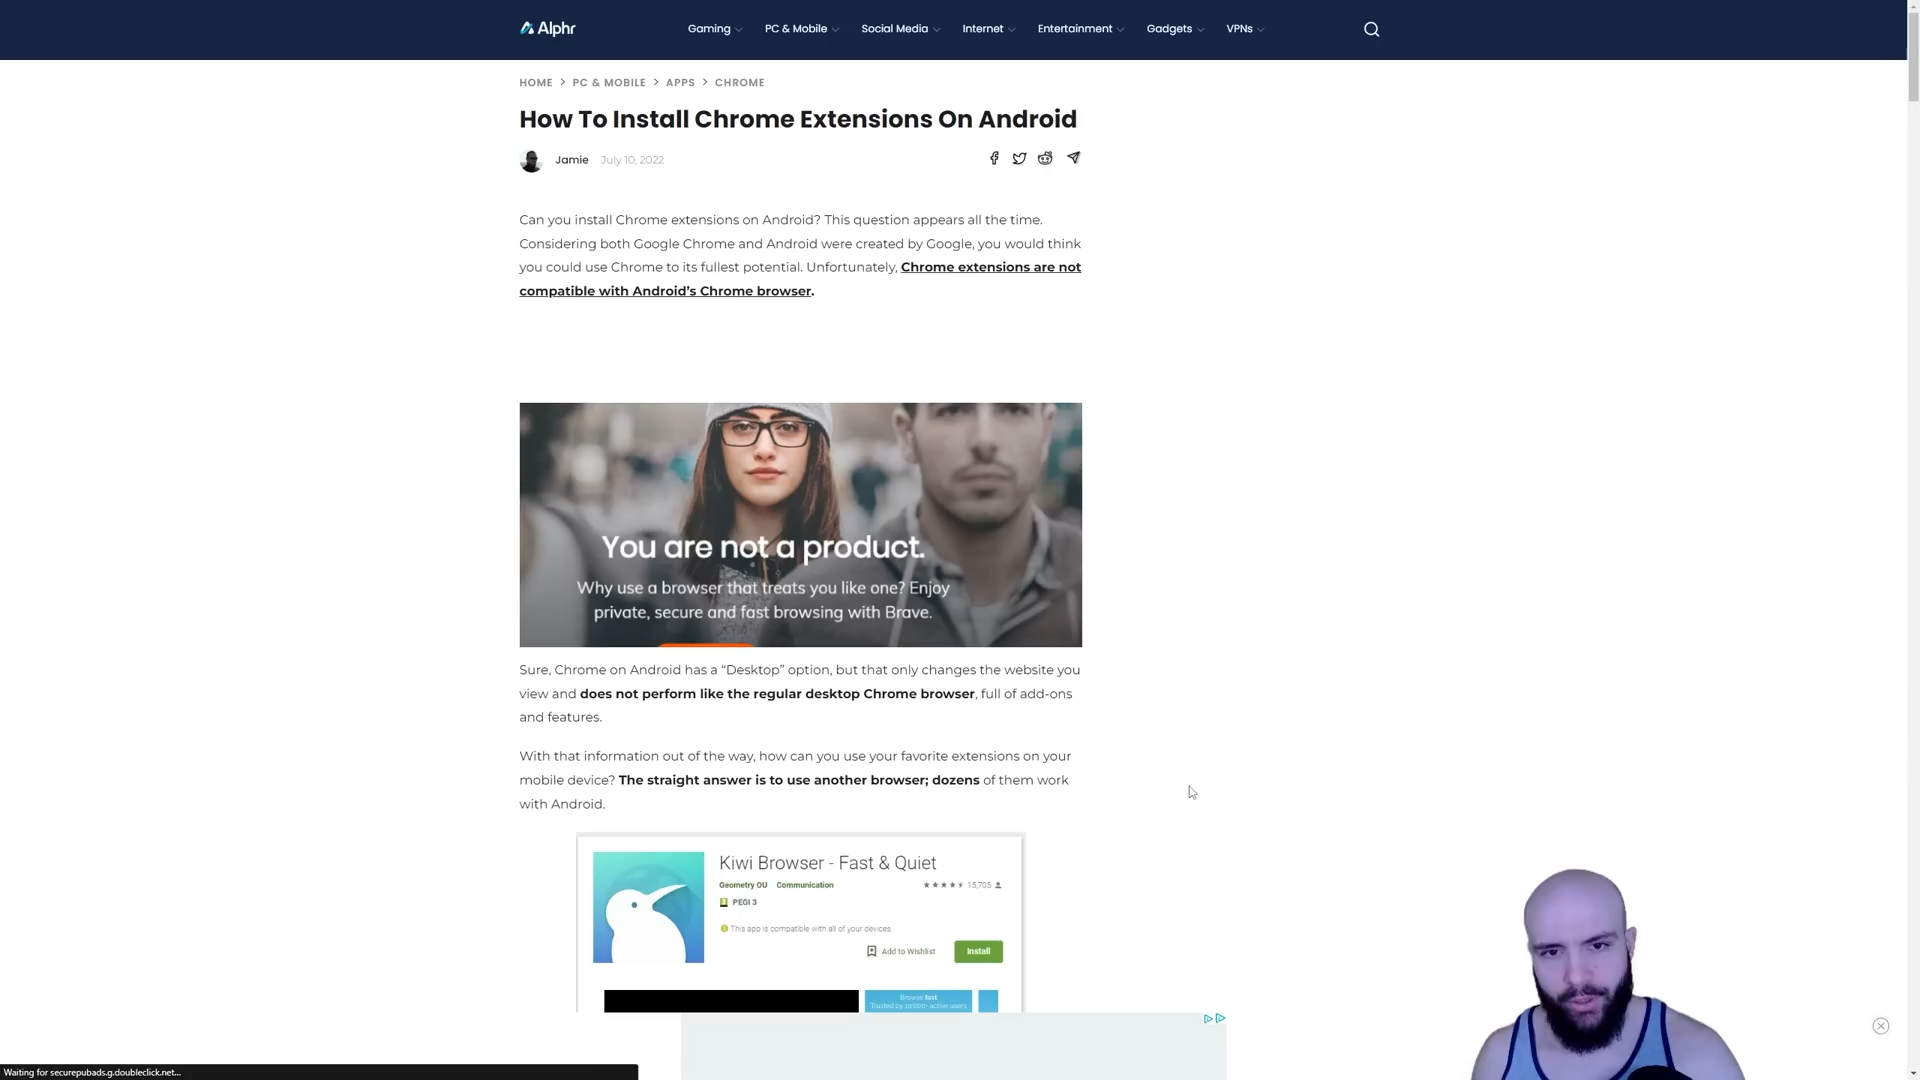 Alphr
Gaming
PC & Mobile
Social Media
Internet
Entertainment
Gadgets
VPNs
HOME > PC & MOBILE > APPS > CHROME
How To Install Chrome Extensions On Android
Jamie July 10, 2022
Can you install Chrome extensions on Android? This question appears all the time.
Considering both Google Chrome and Android were created by Google, you would think
you could use Chrome to its fullest potential. Unfortunately, Chrome extensions are not
compatible with Android’s Chrome browser.
You are not a product.
Why use a browser that treats you like one? Enjoy
private, secure and fast browsing with Brave.
Sure, Chrome on Android has a “Desktop” option, but that only changes the website you
view and does not perform like the regular desktop Chrome browser, full of add-ons
and features.
With that information out of the way, how can you use your favorite extensions on your
mobile device? The straight answer is to use another browser; dozens of them work
with Android.
Kiwi Browser - Fast & Quiet
Geometry OU Communication 15,705
PEGI 3
This app is compatible with all of your devices.
Add to Wishlist
Install
Browse fast
Trusted by 10'000+ active users
Waiting for securepubads.g.doubleclick.net...